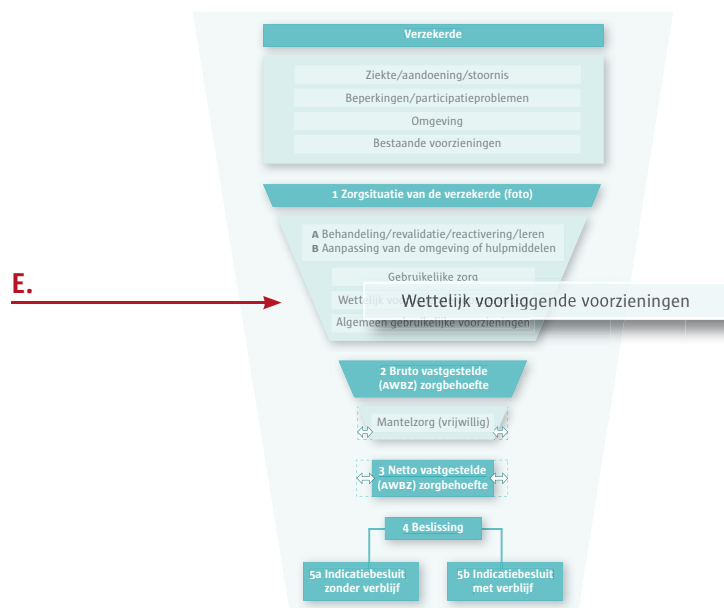 Verzekerde
Ziekte/aandoening/stoornis
Beperkingen/participatieproblemen
Omgeving
Bestaande voorzieningen
1 Zorgsituatie van de verzekerde (foto)
A Behandeling/revalidatie/reactivering/leren
B Aanpassing van de omgeving of hulpmiddelen
Gebruikelijke zorg
E.
Wettelijk voorliggende voorzieningen
Algemeen gebruikelijke voorzieningen
2 Bruto vastgestelde
(AWBZ) zorgbehoefte
Mantelzorg (vrijwillig)
3 Netto vastgestelde
(AWBZ) zorgbehoefte
4 Beslissing
5a Indicatiebesluit
zonder verblijf
5b Indicatiebesluit
met verblijf